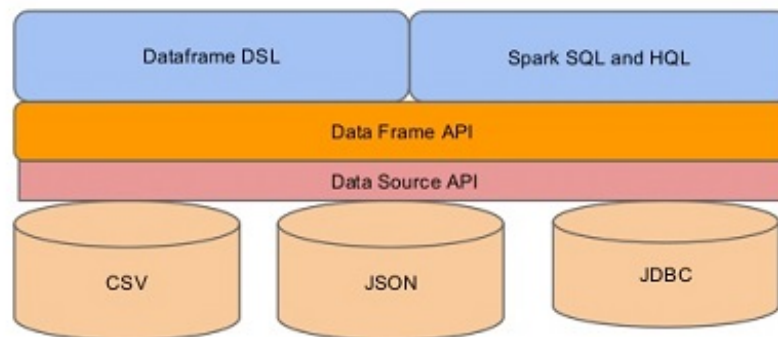 Dataframe DSL
Spark SQL and HQL
Data Frame API
Data Source API
CSV
JSON
JDBC